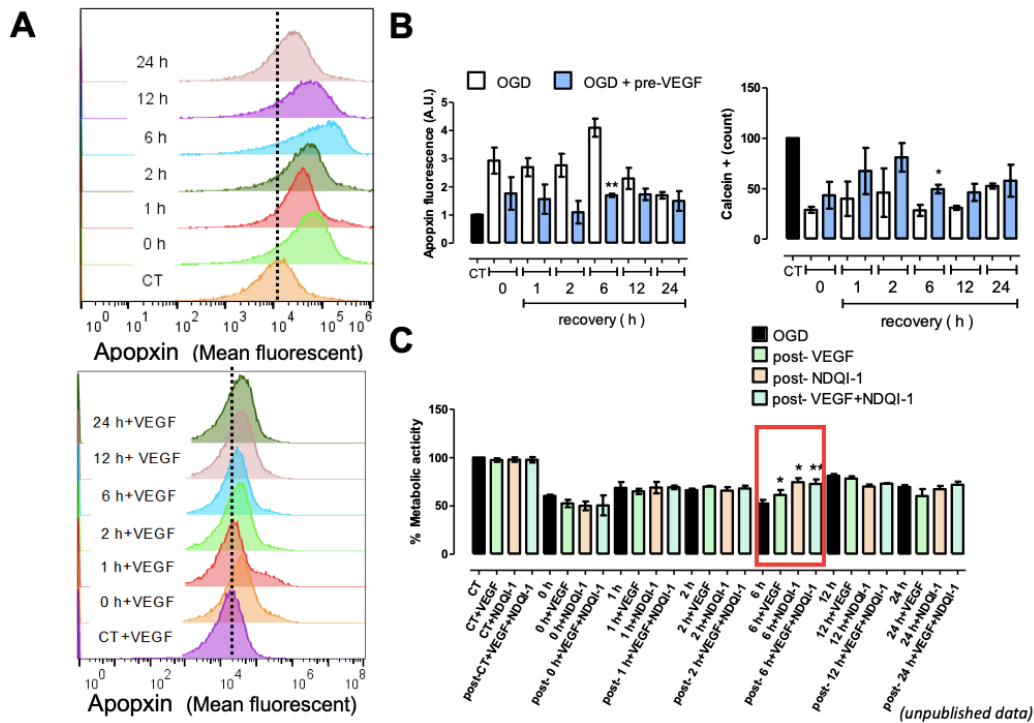 A
24 h
12 h
6 h
2 h
1 h
0 h
CT
10^0 10^1 10^2 10^3 10^4 10^5 10^6
Apopxin (Mean fluorescent)
24 h+VEGF
12 h+ VEGF
6 h+VEGF
2 h+VEGF
1 h+VEGF
0 h+VEGF
CT+VEGF
10^0 10^2 10^4 10^6 10^8
Apopxin (Mean fluorescent)
B
OGD
OGD + pre-VEGF
Apopxin fluorescence (A.U.)
5
4
3
2
1
0
**
CT
0 1 2 6 12 24
recovery ( h )
Calcein + (count)
150
100
50
0
*
CT
0 1 2 6 12 24
recovery ( h )
C
OGD
post- VEGF
post- NDQI-1
post- VEGF+NDQI-1
% Metabolic activity
150
100
50
0
* * **
CT
CT+VEGF
CT+NDQI-1
post-CT+VEGF+NDQI-1
0 h
0 h+VEGF
0 h+NDQI-1
post- 0 h+VEGF+NDQI-1
1 h
1 h+VEGF
1 h+NDQI-1
post- 1 h+VEGF+NDQI-1
2 h
2 h+VEGF
2 h+NDQI-1
post- 2 h+VEGF+NDQI-1
6 h
6 h+VEGF
6 h+NDQI-1
post- 6 h+VEGF+NDQI-1
12 h
12 h+VEGF
12 h+NDQI-1
post- 12 h+VEGF+NDQI-1
24 h
24 h+VEGF
24 h+NDQI-1
post- 24 h+VEGF+NDQI-1
(unpublished data)